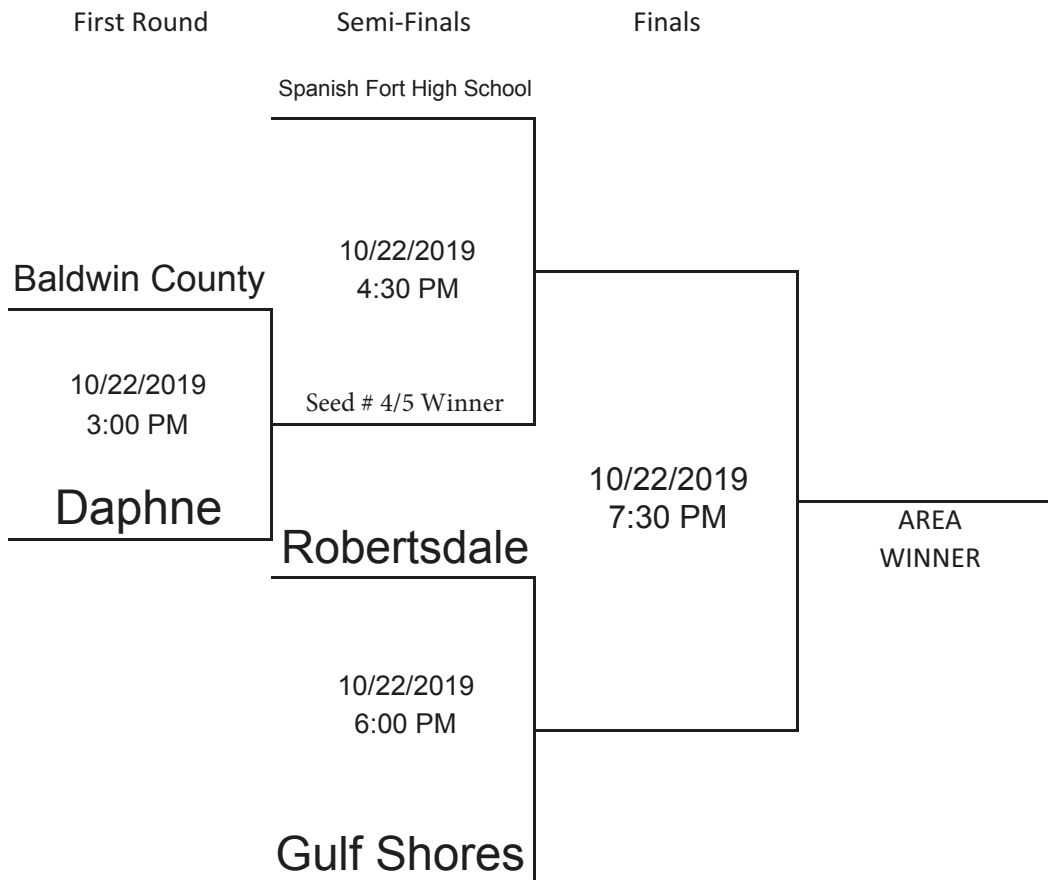 First Round
Semi-Finals
Finals
Spanish Fort High School
10/22/2019
4:30 PM
Baldwin County
10/22/2019
3:00 PM
Seed # 4/5 Winner
Daphne
10/22/2019
7:30 PM
AREA
WINNER
Robertsdale
10/22/2019
6:00 PM
Gulf Shores